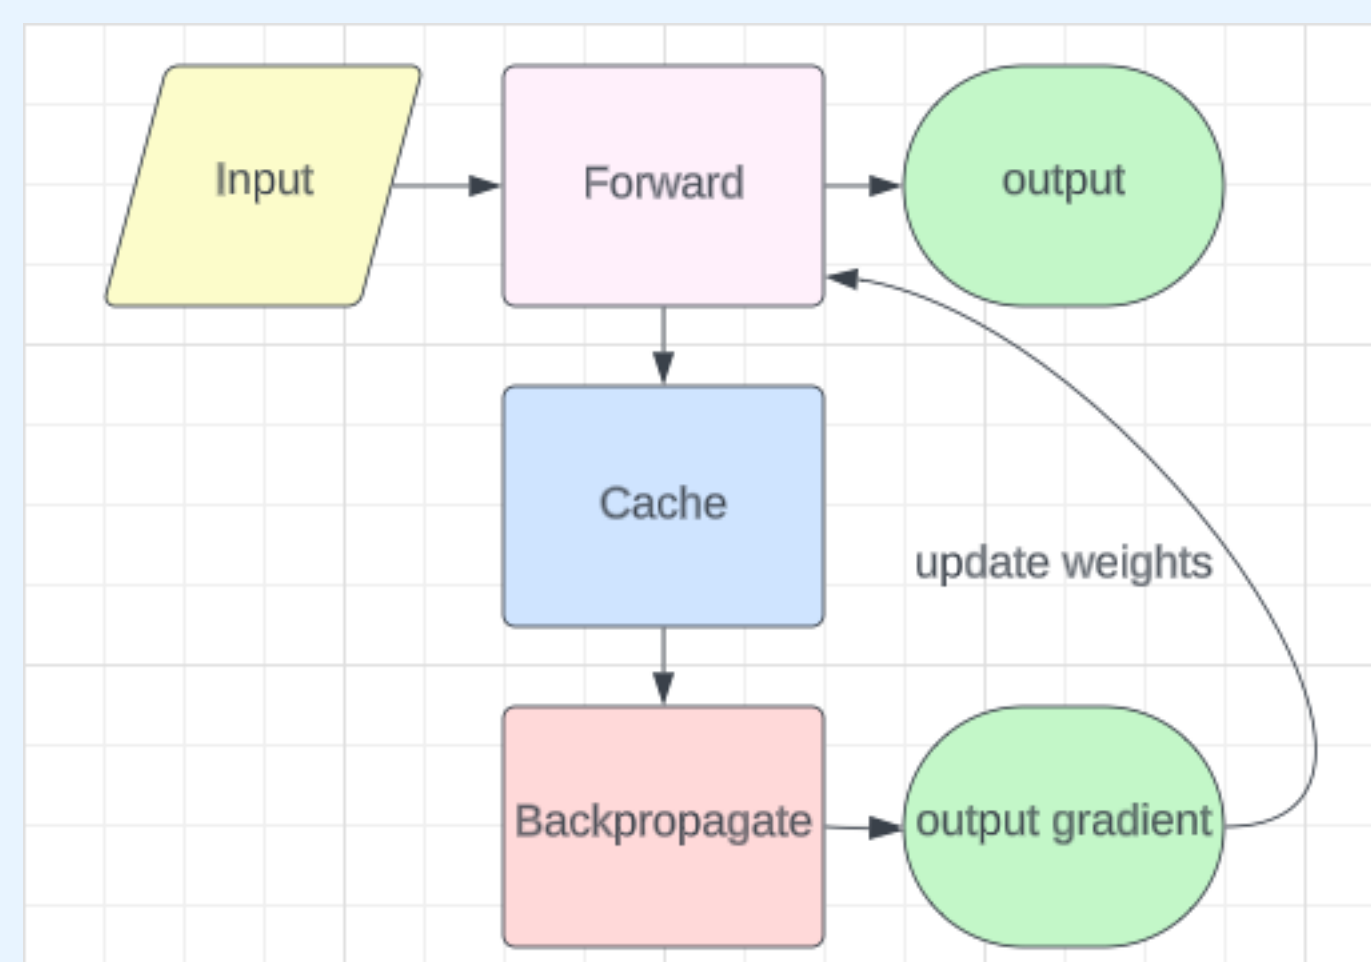 Input
Forward
output
Cache
update weights
Backpropagate
output gradient